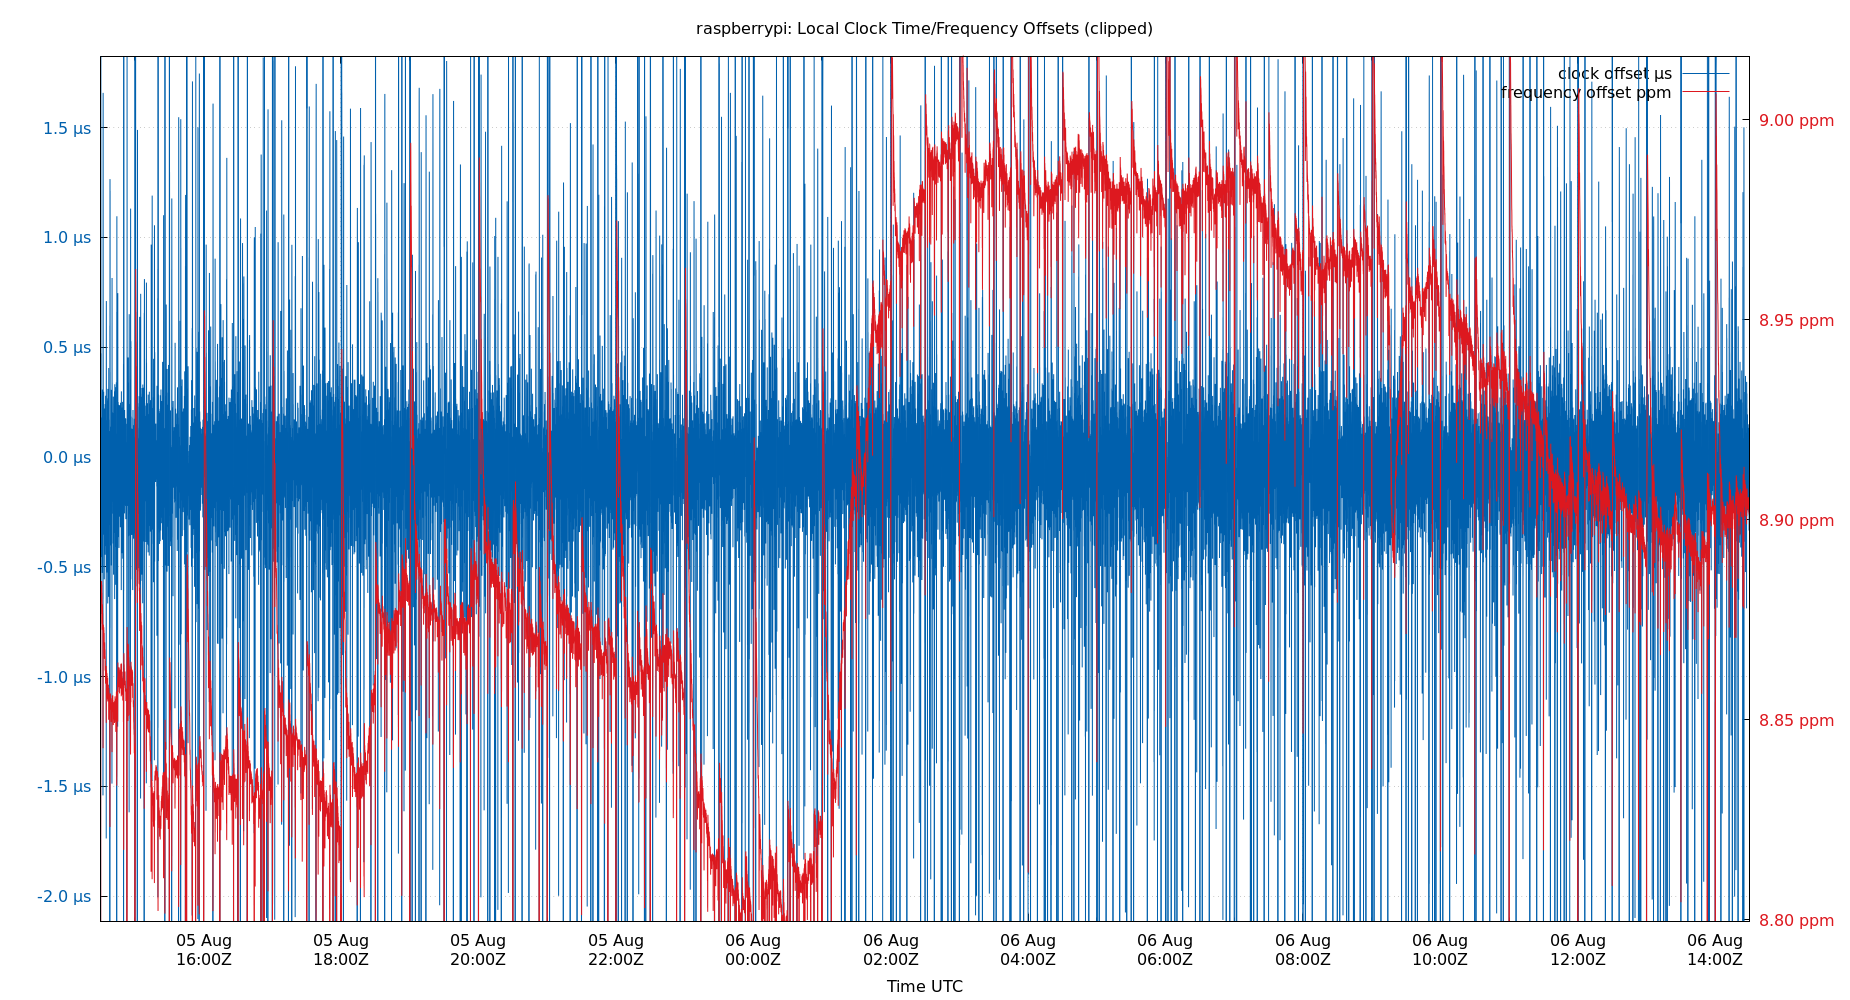 raspberrypi: Local Clock Time/Frequency Offsets (clipped)
clock offset µs
frequency offset ppm
1.5 µs
1.0 µs
0.5 µs
0.0 µs
-0.5 µs
-1.0 µs
-1.5 µs
-2.0 µs
9.00 ppm
8.95 ppm
8.90 ppm
8.85 ppm
8.80 ppm
05 Aug
16:00Z
05 Aug
18:00Z
05 Aug
20:00Z
05 Aug
22:00Z
06 Aug
00:00Z
06 Aug
02:00Z
06 Aug
04:00Z
06 Aug
06:00Z
06 Aug
08:00Z
06 Aug
10:00Z
06 Aug
12:00Z
06 Aug
14:00Z
Time UTC